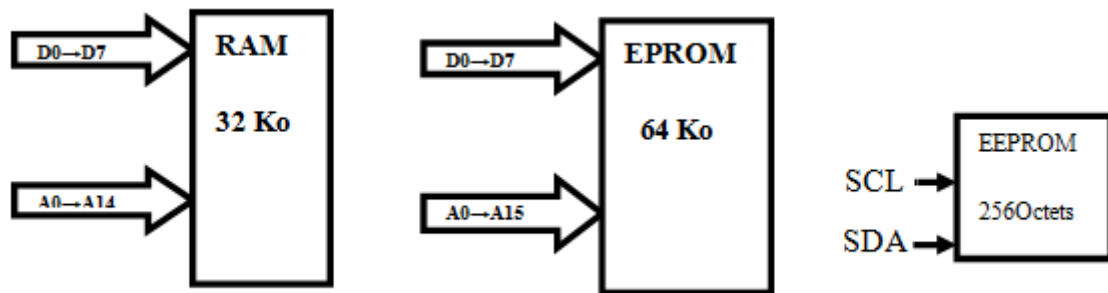 D0→D7
RAM
32 Ko
A0→A14
D0→D7
EPROM
64 Ko
A0→A15
EEPROM
256Octets
SCL
SDA